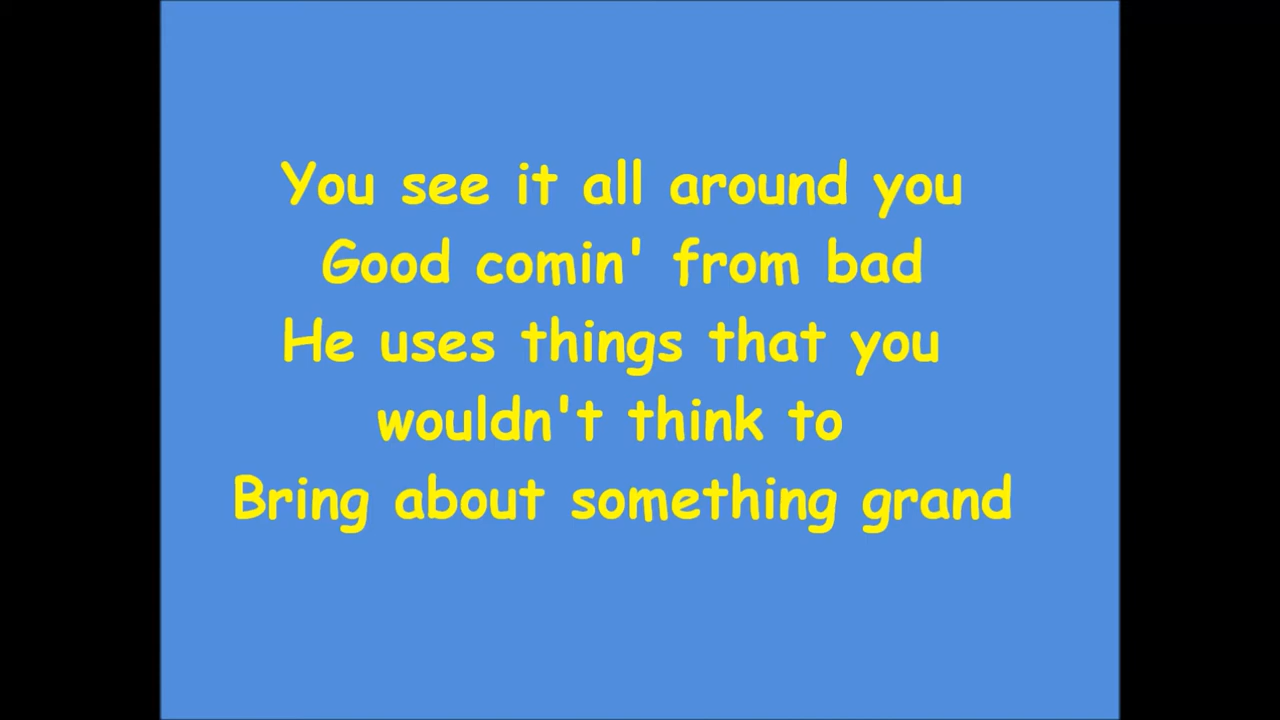 You see it all around you
Good comin' from bad
He uses things that you
wouldn't think to
Bring about something grand